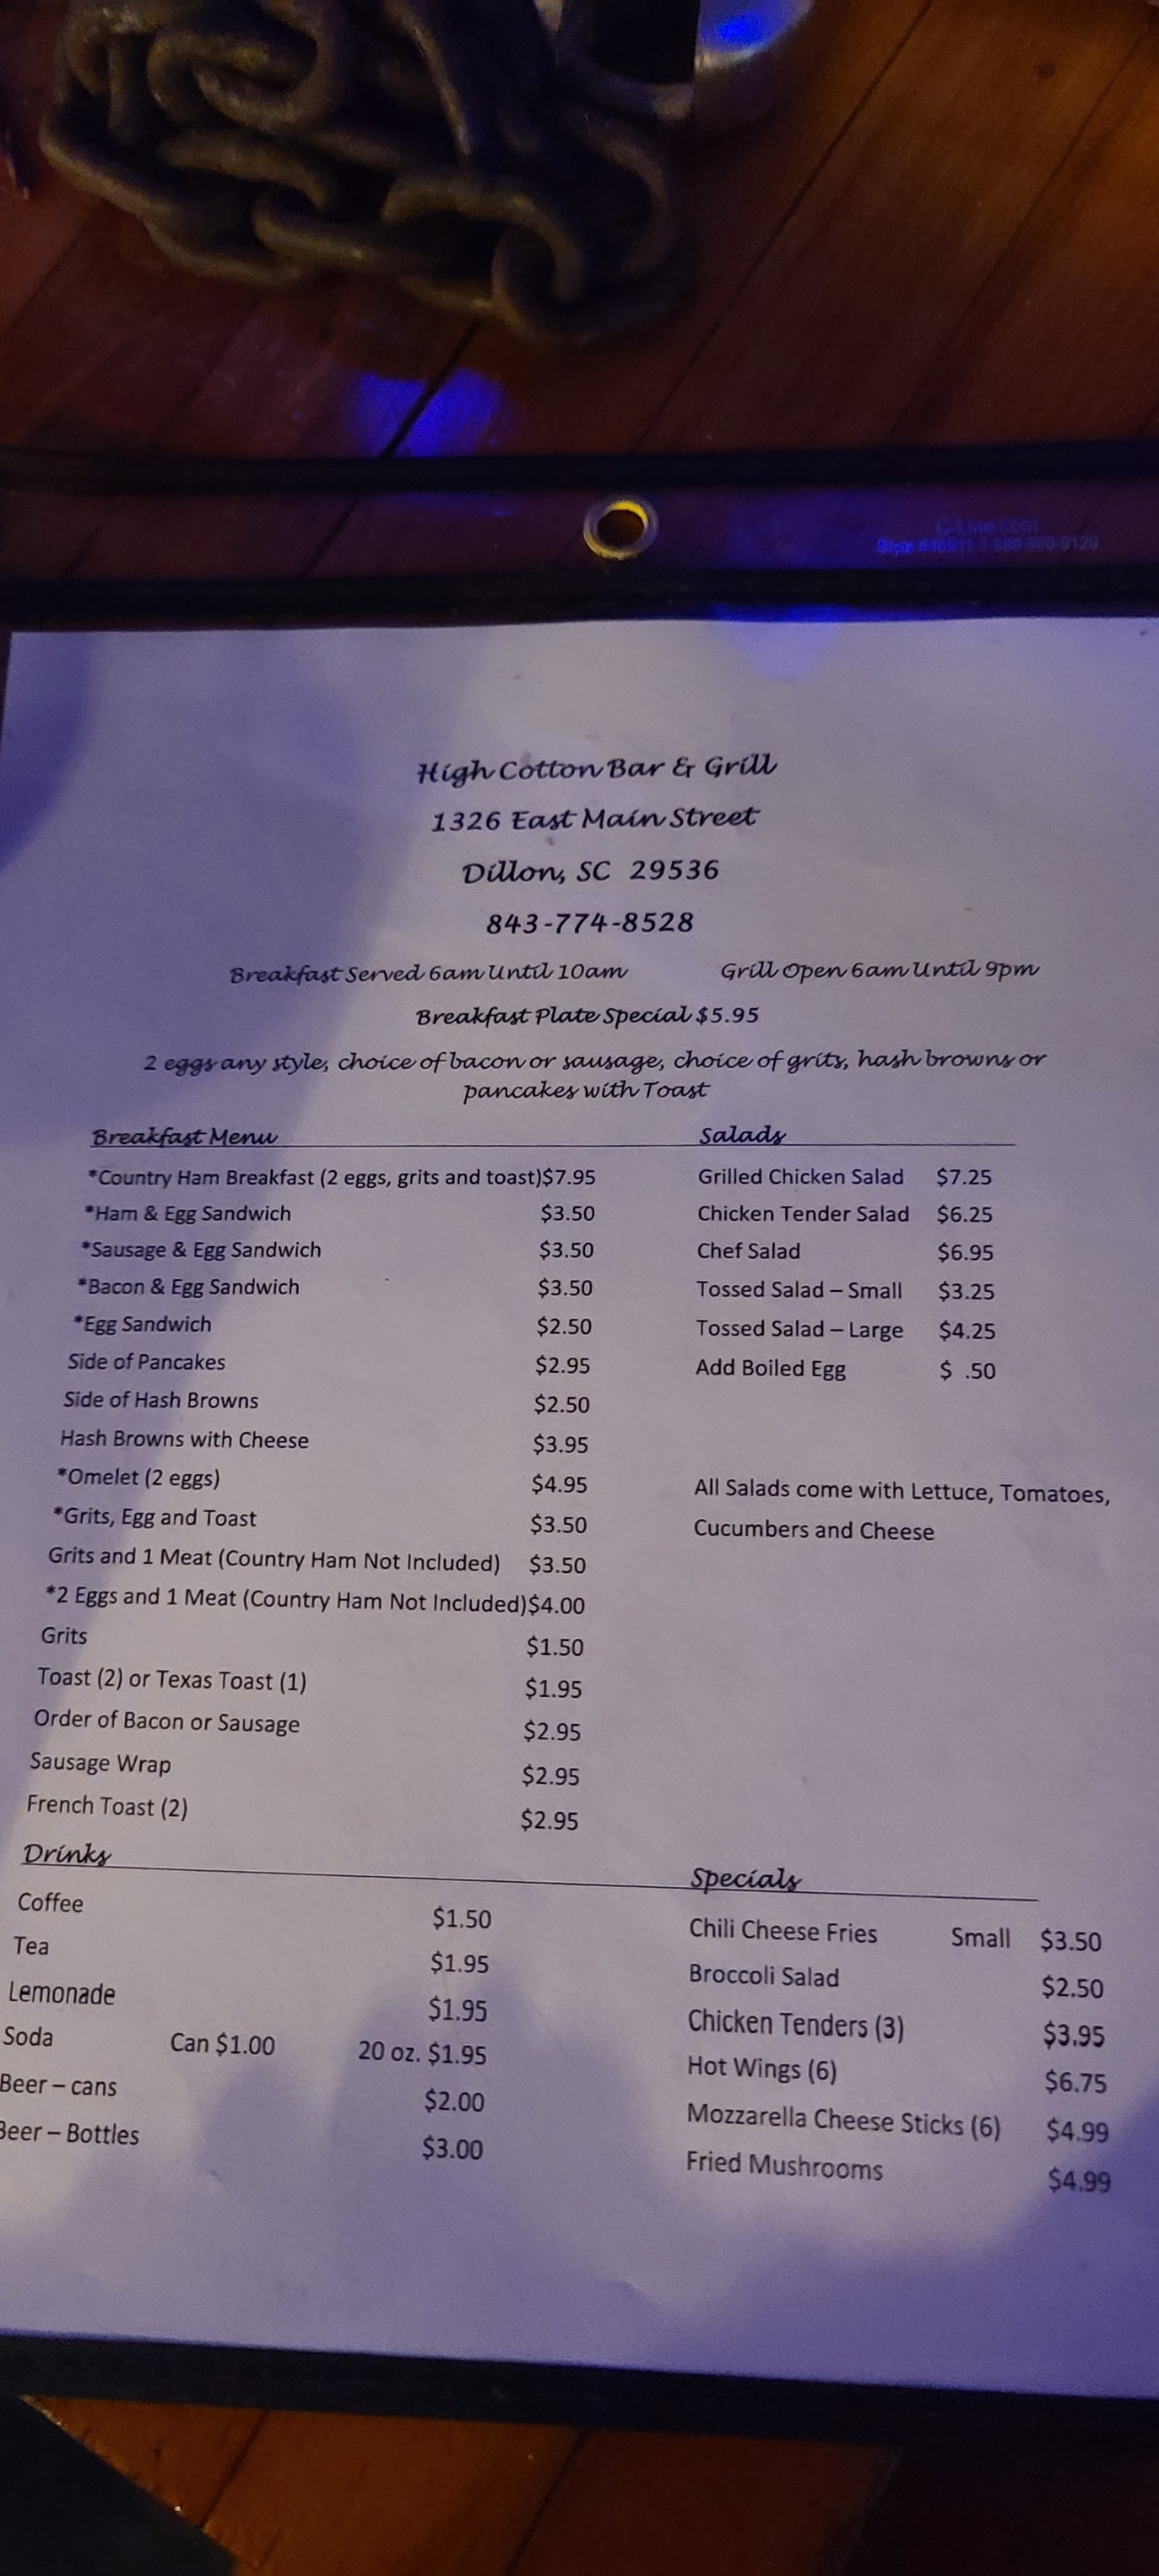 C-Line.com
High Cotton Bar & Grill
1326 East Main Street
Dillon, SC 29536
843-774-8528
Breakfast Served 6am Until 10am Grill Open 6am Until 9pm
Breakfast Plate Special $5.95
2 eggs any style, choice of bacon or sausage, choice of grits, hash browns or
pancakes with Toast
Breakfast Menu
*Country Ham Breakfast (2 eggs, grits and toast)$7.95
*Ham & Egg Sandwich $3.50
*Sausage & Egg Sandwich $3.50
*Bacon & Egg Sandwich $3.50
*Egg Sandwich $2.50
Side of Pancakes $2.95
Side of Hash Browns $2.50
Hash Browns with Cheese $3.95
*Omelet (2 eggs) $4.95
*Grits, Egg and Toast $3.50
Grits and 1 Meat (Country Ham Not Included) $3.50
*2 Eggs and 1 Meat (Country Ham Not Included)$4.00
Grits $1.50
Toast (2) or Texas Toast (1) $1.95
Order of Bacon or Sausage $2.95
Sausage Wrap $2.95
French Toast (2) $2.95
Salads
Grilled Chicken Salad $7.25
Chicken Tender Salad $6.25
Chef Salad $6.95
Tossed Salad – Small $3.25
Tossed Salad – Large $4.25
Add Boiled Egg $ .50
All Salads come with Lettuce, Tomatoes,
Cucumbers and Cheese
Drinks
Coffee $1.50
Tea $1.95
Lemonade $1.95
Soda Can $1.00 20 oz. $1.95
Beer – cans $2.00
Beer – Bottles $3.00
Specials
Chili Cheese Fries Small $3.50
Broccoli Salad $2.50
Chicken Tenders (3) $3.95
Hot Wings (6) $6.75
Mozzarella Cheese Sticks (6) $4.99
Fried Mushrooms $4.99